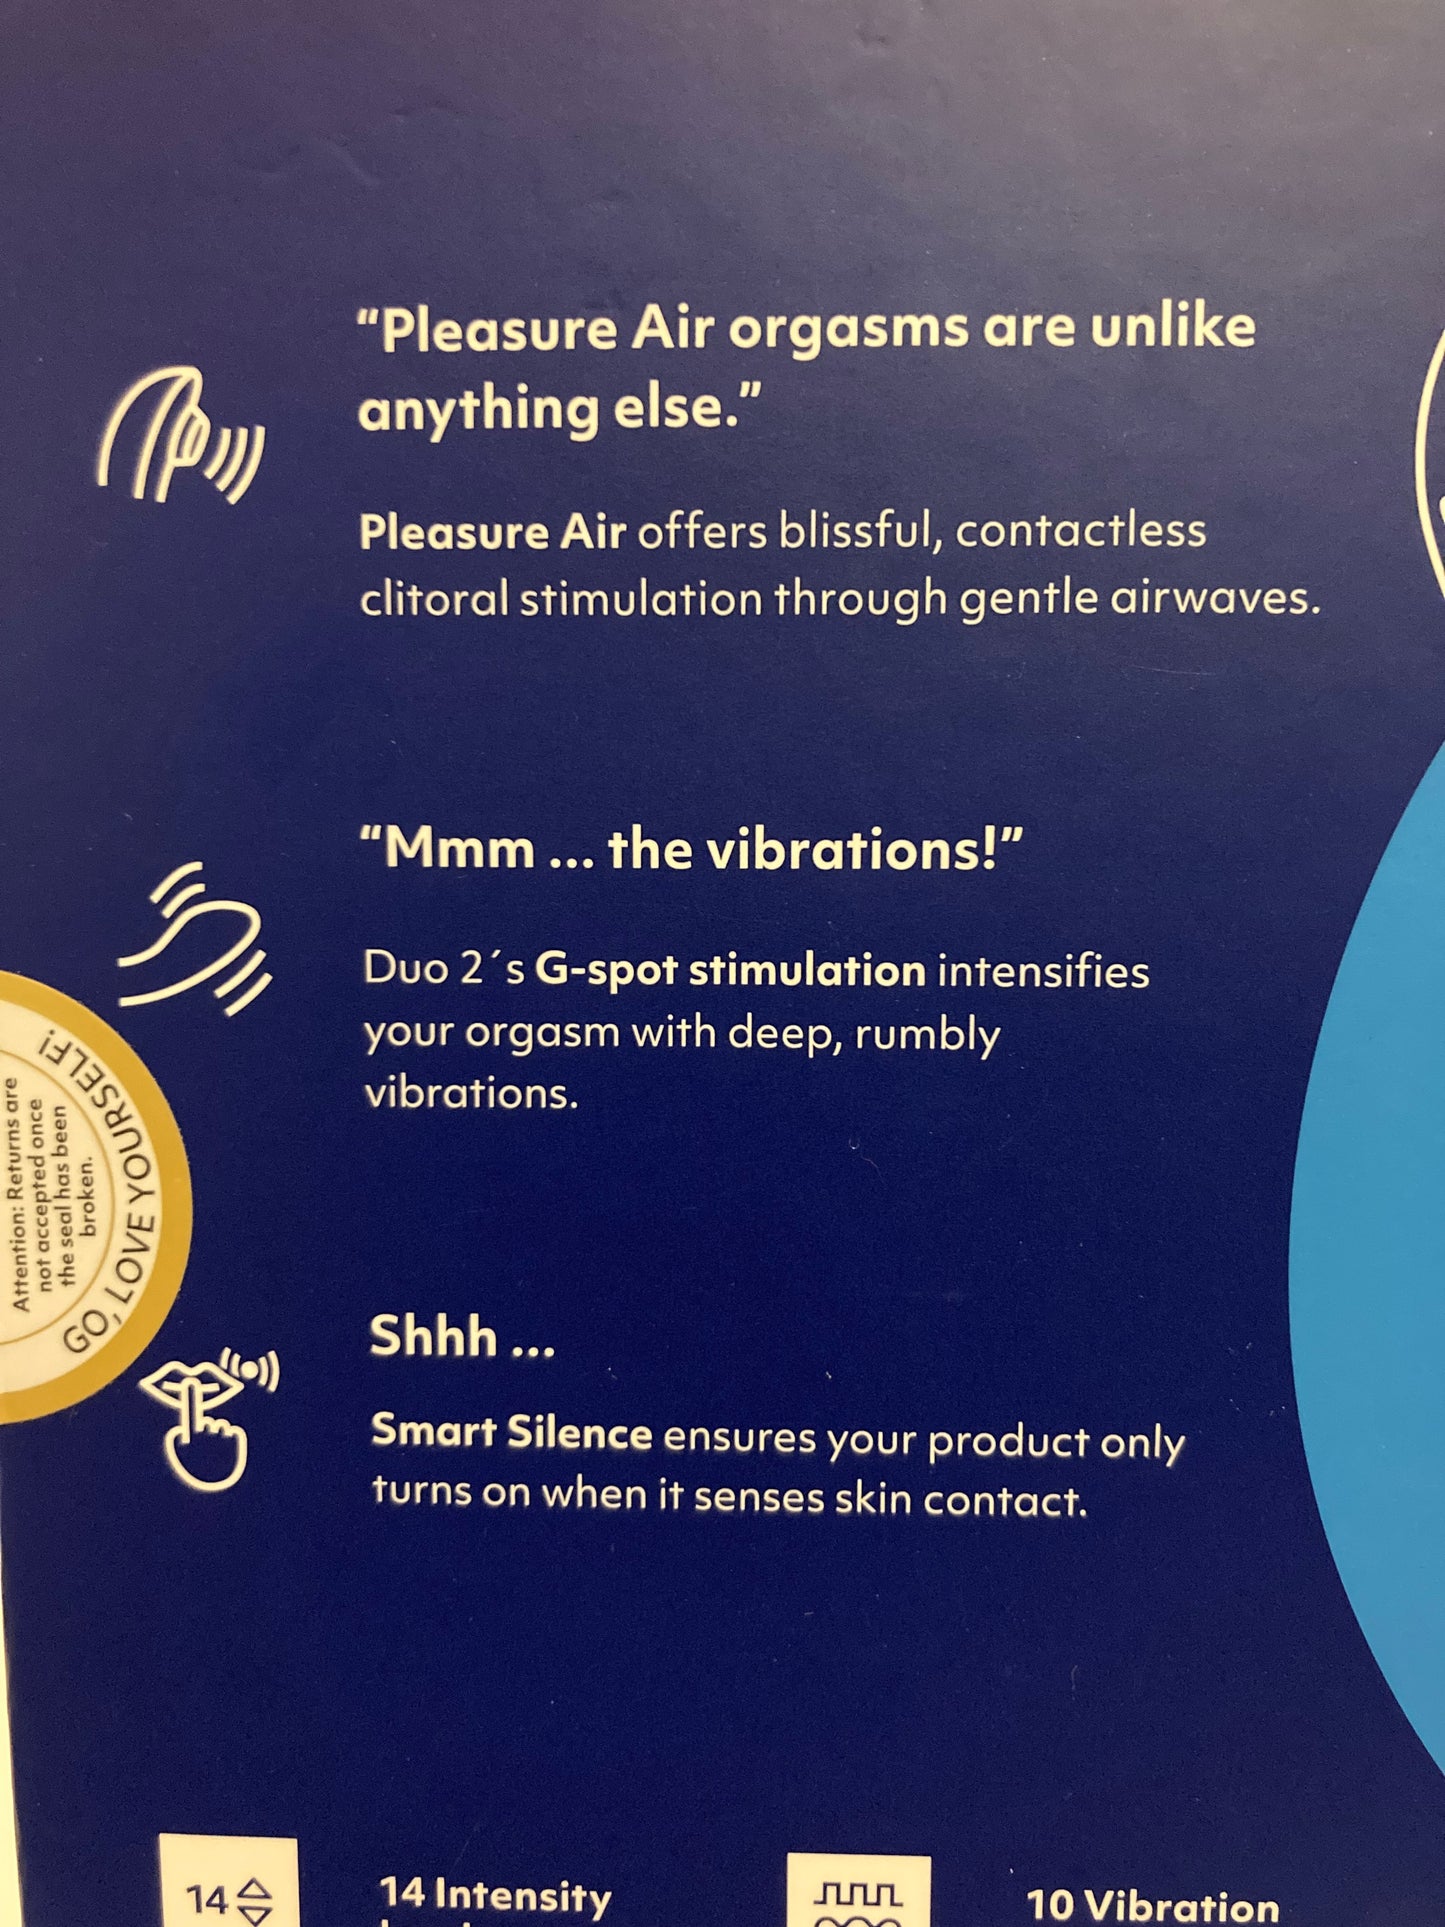 “Pleasure Air orgasms are unlike
anything else.”
Pleasure Air offers blissful, contactless
clitoral stimulation through gentle airwaves.
“Mmm ... the vibrations!”
Duo 2´s G-spot stimulation intensifies
your orgasm with deep, rumbly
vibrations.
GO, LOVE YOURSELF!
Attention: Returns are
not accepted once
the seal has been
broken.
Shhh ...
Smart Silence ensures your product only
turns on when it senses skin contact.
14
14 Intensity
10 Vibration